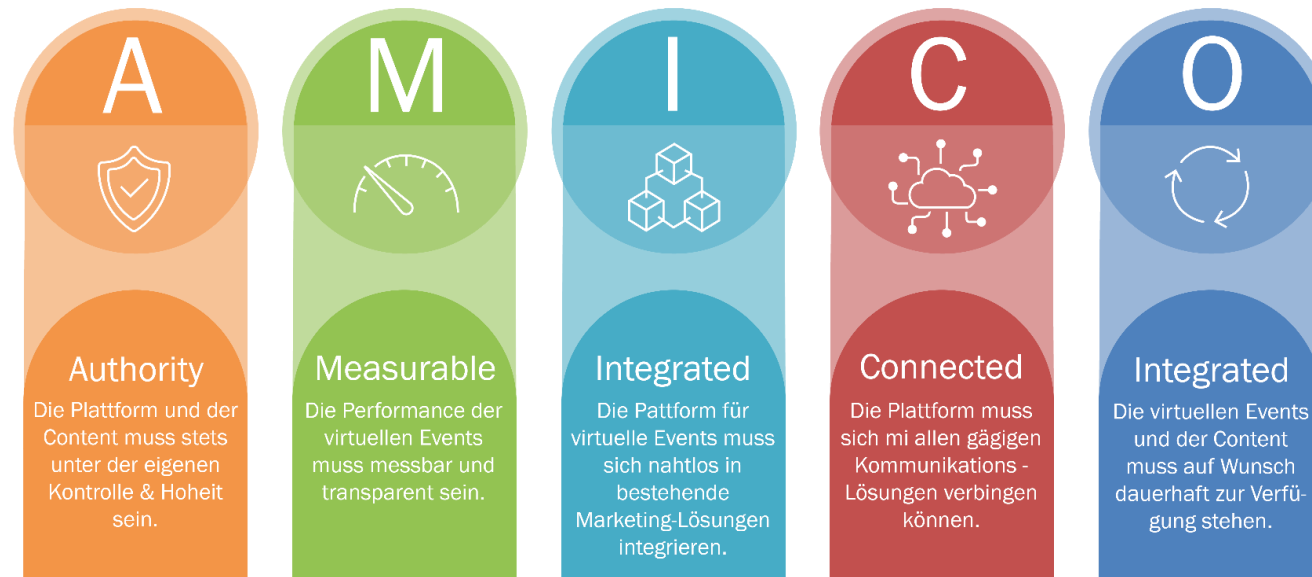 A
M
I
C
O
Authority
Die Plattform und der
Content muss stets
unter der eigenen
Kontrolle & Hoheit
sein.
Measurable
Die Performance der
virtuellen Events
muss messbar und
transparent sein.
Integrated
Die Pattform für
virtuelle Events muss
sich nahtlos in
bestehende
Marketing-Lösungen
integrieren.
Connected
Die Plattform muss
sich mi allen gägigen
Kommunikations -
Lösungen verbingen
können.
Integrated
Die virtuellen Events
und der Content
muss auf Wunsch
dauerhaft zur Verfü-
gung stehen.